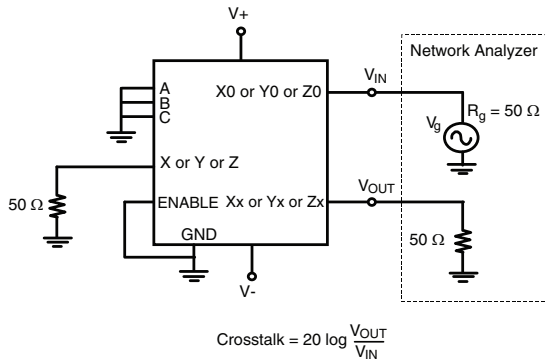 V+
Network Analyzer
A
B
C
X0 or Y0 or Z0
VIN
Rg = 50 Ω
Vg
X or Y or Z
50 Ω
ENABLE
Xx or Yx or Zx
VOUT
50 Ω
GND
V-
Crosstalk = 20 log VOUT
VIN